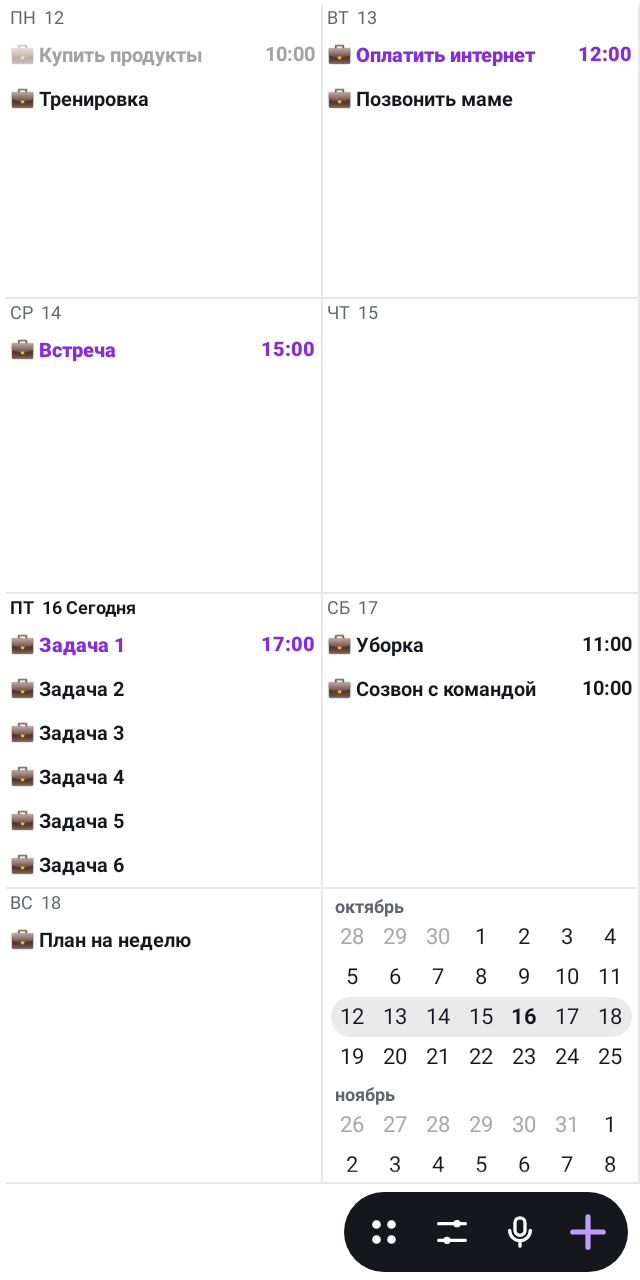 ПН 12
Купить продукты 10:00
Тренировка
ВТ 13
Оплатить интернет 12:00
Позвонить маме
СР 14
Встреча 15:00
ЧТ 15
ПТ 16 Сегодня
Задача 1 17:00
Задача 2
Задача 3
Задача 4
Задача 5
Задача 6
СБ 17
Уборка 11:00
Созвон с командой 10:00
ВС 18
План на неделю
октябрь
28 29 30 1 2 3 4
5 6 7 8 9 10 11
12 13 14 15 16 17 18
19 20 21 22 23 24 25
ноябрь
26 27 28 29 30 31 1
2 3 4 5 6 7 8